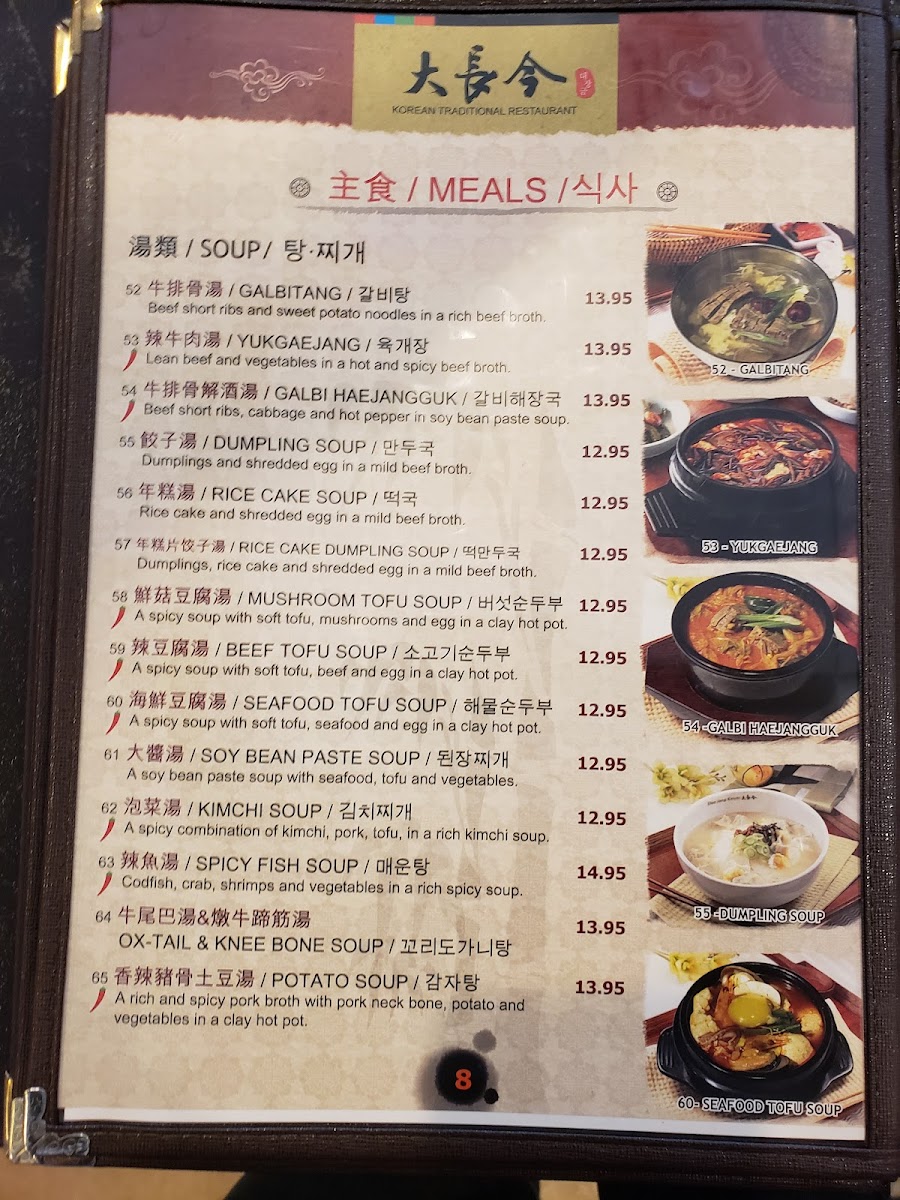 大長今
대장금
KOREAN TRADITIONAL RESTAURANT
主食 / MEALS /식사
湯類 / SOUP/ 탕·찌개
52 牛排骨湯 / GALBITANG / 갈비탕 13.95
Beef short ribs and sweet potato noodles in a rich beef broth.
53 辣牛肉湯 / YUKGAEJANG / 육개장 13.95
Lean beef and vegetables in a hot and spicy beef broth.
54 牛排骨解酒湯 / GALBI HAEJANGGUK / 갈비해장국 13.95
Beef short ribs, cabbage and hot pepper in soy bean paste soup.
55 餃子湯 / DUMPLING SOUP / 만두국 12.95
Dumplings and shredded egg in a mild beef broth.
56 年糕湯 / RICE CAKE SOUP / 떡국 12.95
Rice cake and shredded egg in a mild beef broth.
57 年糕片饺子湯 / RICE CAKE DUMPLING SOUP / 떡만두국 12.95
Dumplings, rice cake and shredded egg in a mild beef broth.
58 鮮菇豆腐湯 / MUSHROOM TOFU SOUP / 버섯순두부 12.95
A spicy soup with soft tofu, mushrooms and egg in a clay hot pot.
59 辣豆腐湯 / BEEF TOFU SOUP / 소고기순두부 12.95
A spicy soup with soft tofu, beef and egg in a clay hot pot.
60 海鮮豆腐湯 / SEAFOOD TOFU SOUP / 해물순두부 12.95
A spicy soup with soft tofu, seafood and egg in a clay hot pot.
61 大醬湯 / SOY BEAN PASTE SOUP / 된장찌개 12.95
A soy bean paste soup with seafood, tofu and vegetables.
62 泡菜湯 / KIMCHI SOUP / 김치찌개 12.95
A spicy combination of kimchi, pork, tofu, in a rich kimchi soup.
63 辣魚湯 / SPICY FISH SOUP / 매운탕 14.95
Codfish, crab, shrimps and vegetables in a rich spicy soup.
64 牛尾巴湯&燉牛蹄筋湯 13.95
OX-TAIL & KNEE BONE SOUP / 꼬리도가니탕
65 香辣豬骨土豆湯 / POTATO SOUP / 감자탕 13.95
A rich and spicy pork broth with pork neck bone, potato and
vegetables in a clay hot pot.
52 - GALBITANG
53 - YUKGAEJANG
54 -GALBI HAEJANGGUK
55 -DUMPLING SOUP
60- SEAFOOD TOFU SOUP
8